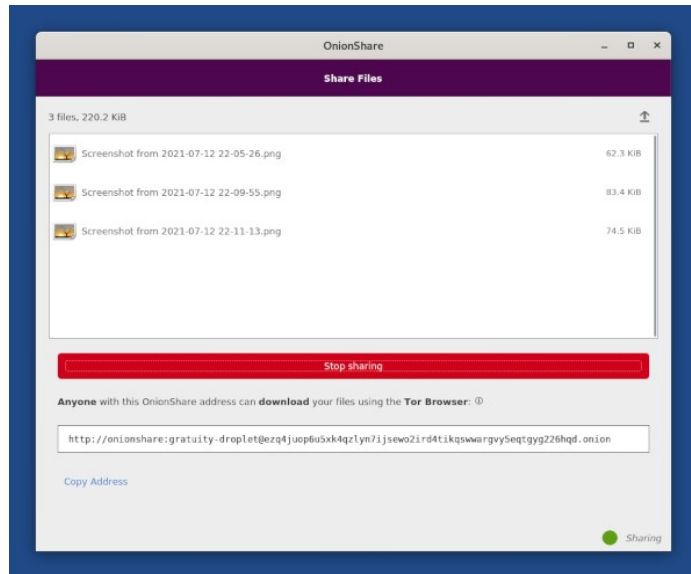 OnionShare
Share Files
3 files, 220.2 KiB
Screenshot from 2021-07-12 22-05-26.png 62.3 KiB
Screenshot from 2021-07-12 22-09-55.png 83.4 KiB
Screenshot from 2021-07-12 22-11-13.png 74.5 KiB
Stop sharing
Anyone with this OnionShare address can download your files using the Tor Browser:
http://onionshare:gratuity-droplet@ezq4juop6u5xk4qzlyn7ijsewo2ird4tikqswwargvy5eqtgyg226hqd.onion
Copy Address
Sharing